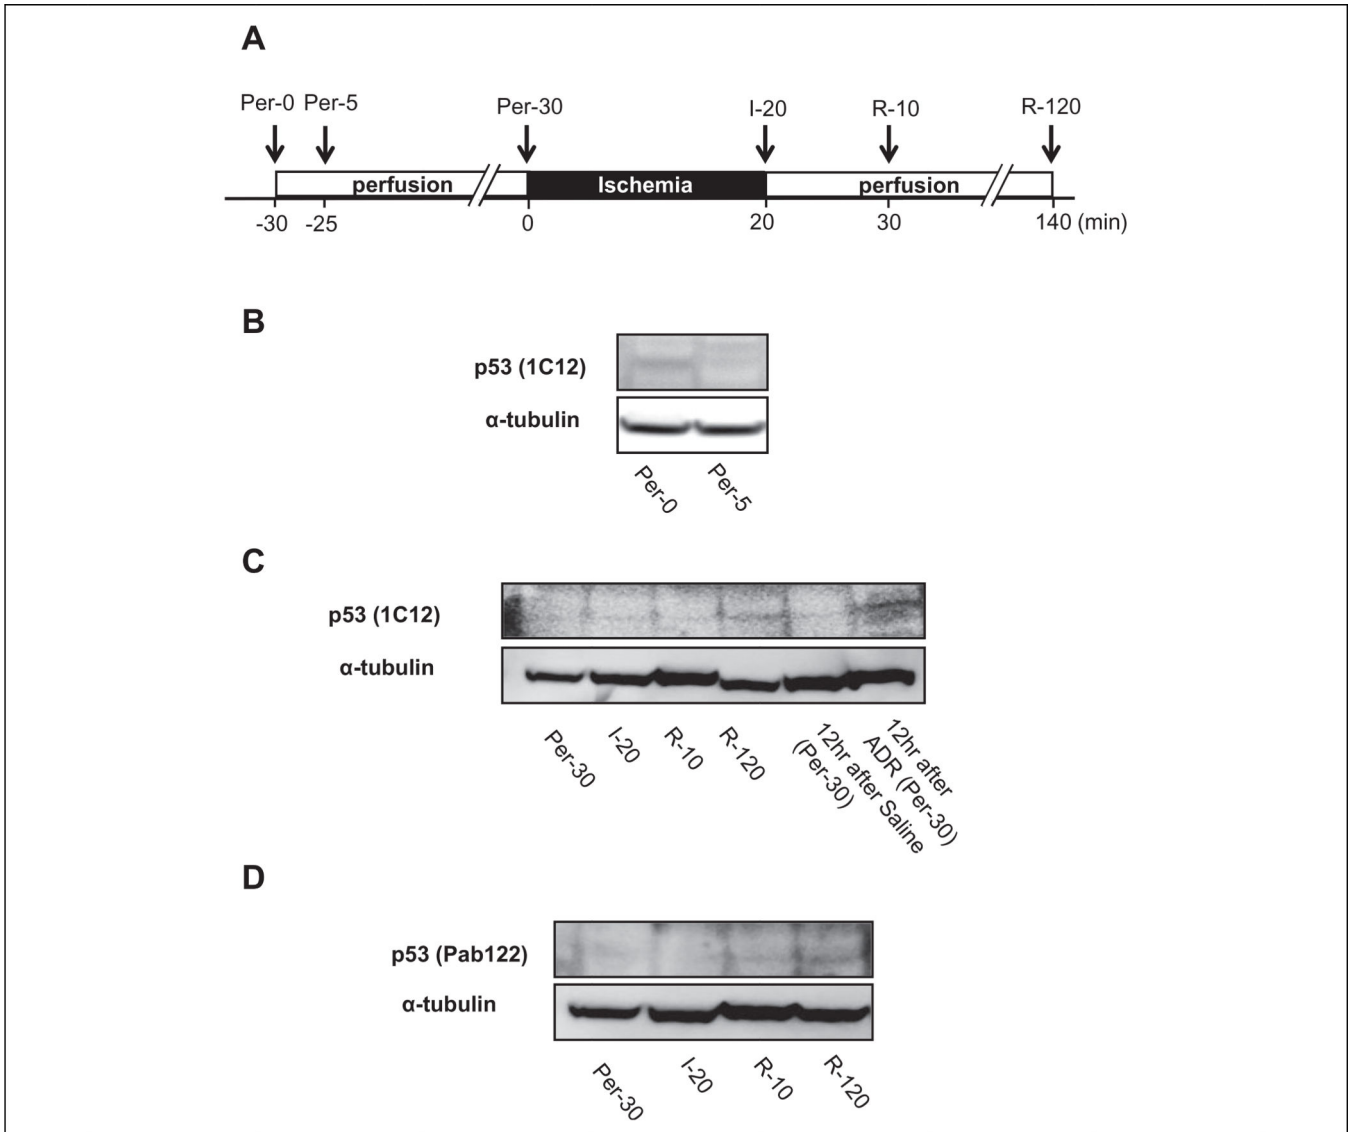 A
Per-0 Per-5 Per-30 I-20 R-10 R-120
perfusion Ischemia perfusion
-30 -25 0 20 30 140 (min)
B
p53 (1C12)
α-tubulin
Per-0 Per-5
C
p53 (1C12)
α-tubulin
Per-30 I-20 R-10 R-120
12hr after Saline
(Per-30)
12hr after
ADR (Per-30)
D
p53 (Pab122)
α-tubulin
Per-30 I-20 R-10 R-120